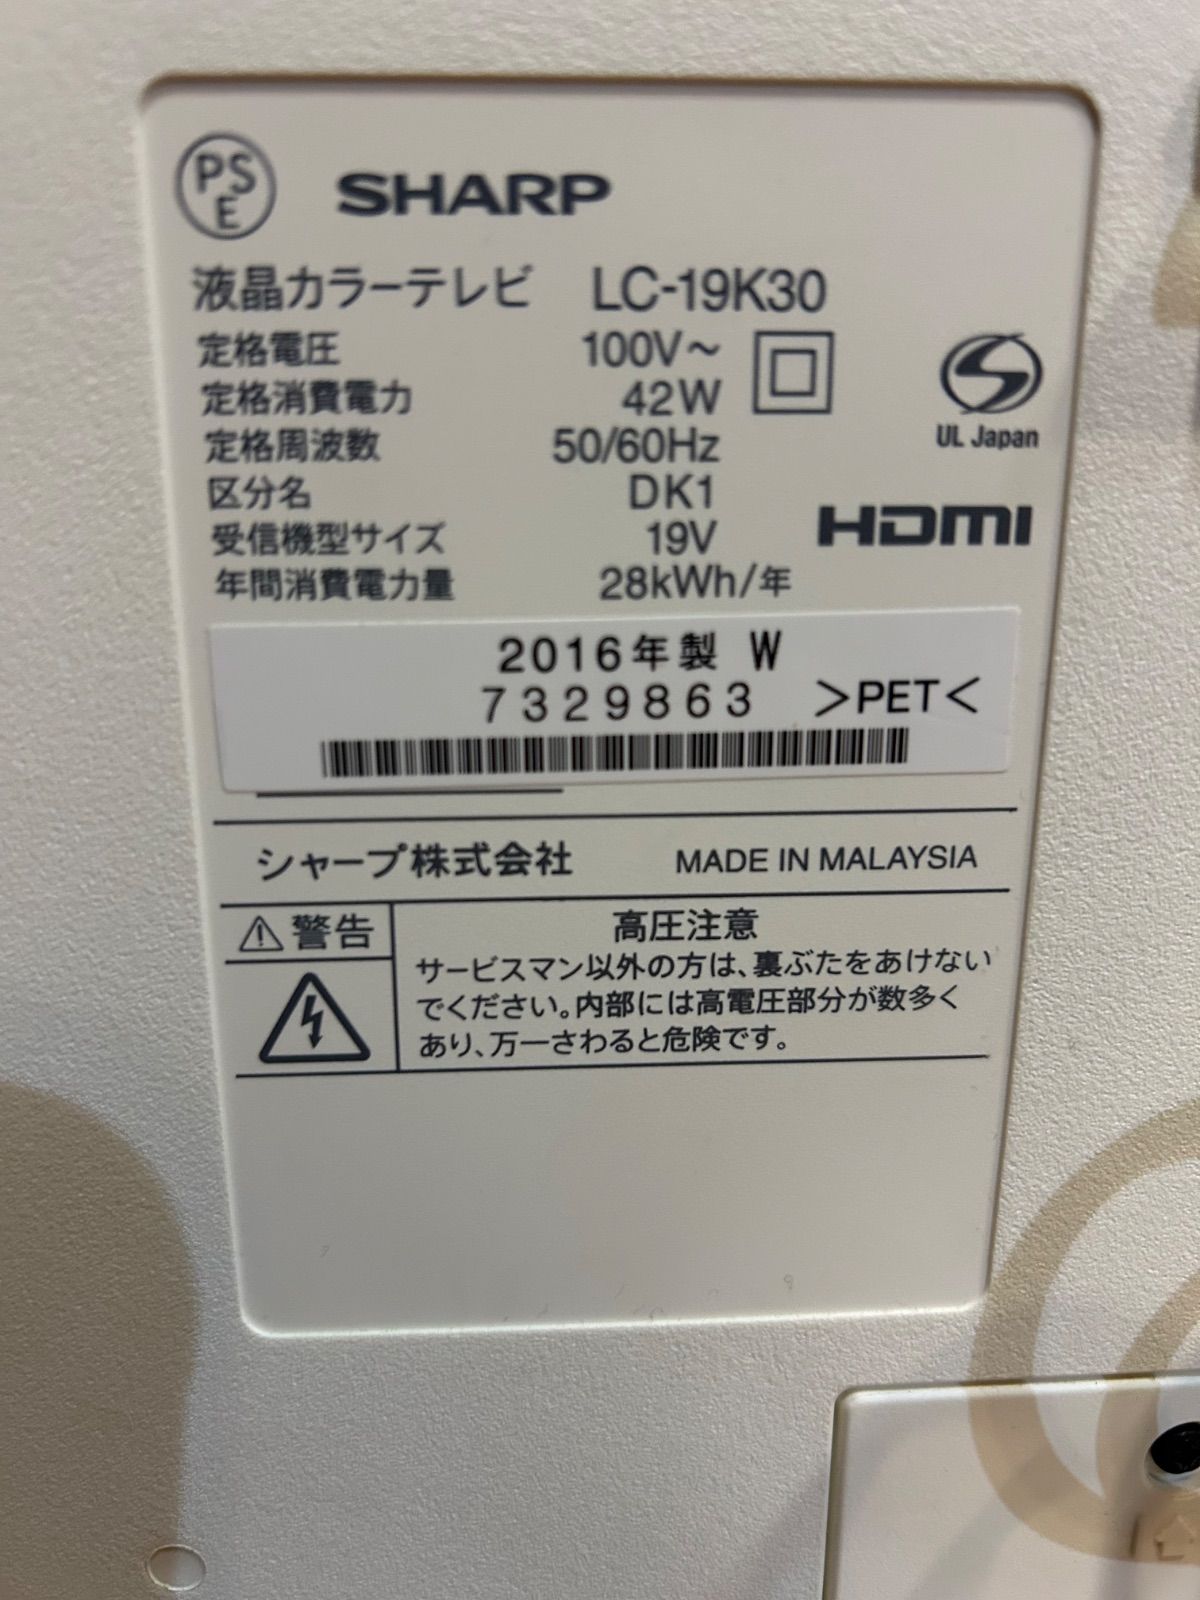 PSE SHARP
液晶カラーテレビ LC-19K30
定格電圧 100V～
定格消費電力 42W
定格周波数 50/60Hz
UL Japan
区分名 DK1
受信機型サイズ 19V
HDMI
年間消費電力量 28kWh/年
2016年製 W
7329863 >PET<
シャープ株式会社 MADE IN MALAYSIA
警告
高圧注意
サービスマン以外の方は、裏ぶたをあけない
でください。内部には高電圧部分が数多く
あり、万一さわると危険です。